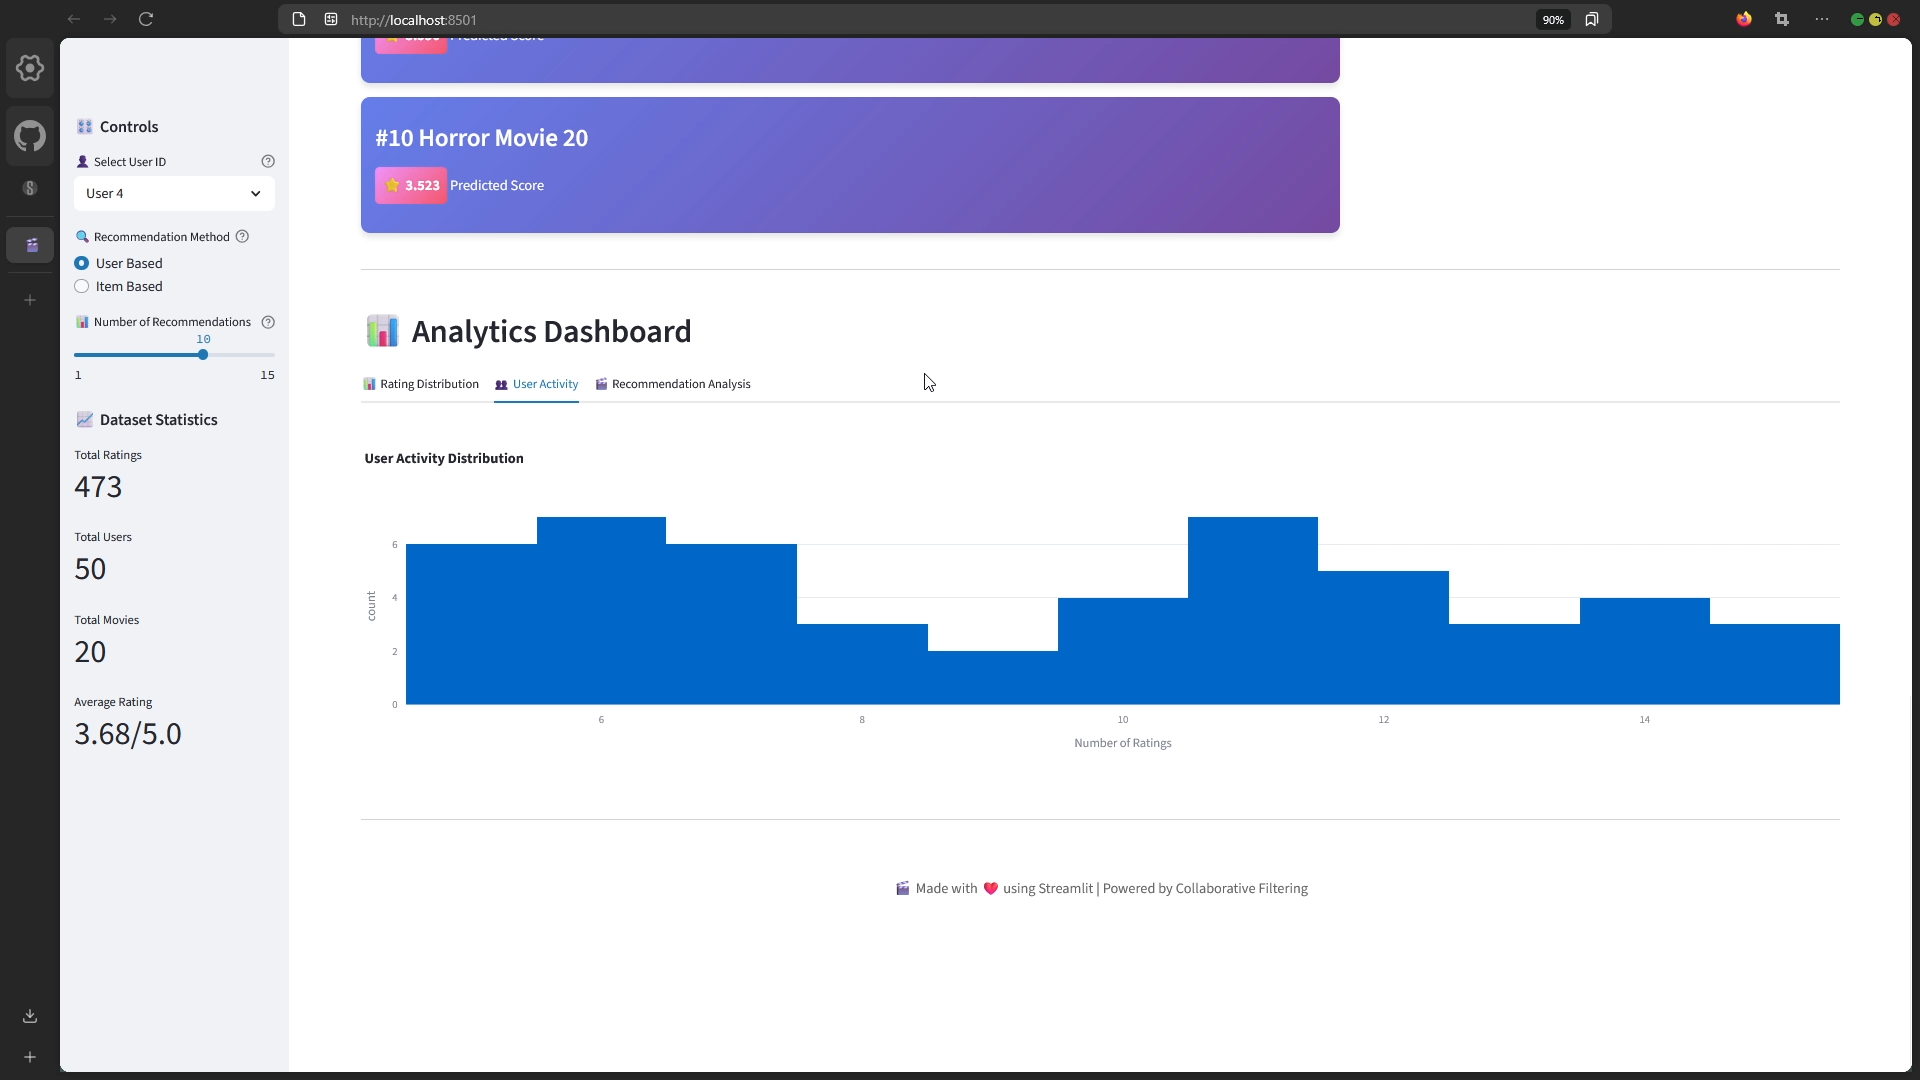 http://localhost:8501
90%
Controls
Select User ID
User 4
Recommendation Method
User Based
Item Based
Number of Recommendations
10
1 15
Dataset Statistics
Total Ratings
473
Total Users
50
Total Movies
20
Average Rating
3.68/5.0
Predicted Score
#10 Horror Movie 20
3.523 Predicted Score
Analytics Dashboard
Rating Distribution User Activity Recommendation Analysis
User Activity Distribution
6
4
2
0
count
6 8 10 12 14
Number of Ratings
Made with ❤️ using Streamlit | Powered by Collaborative Filtering